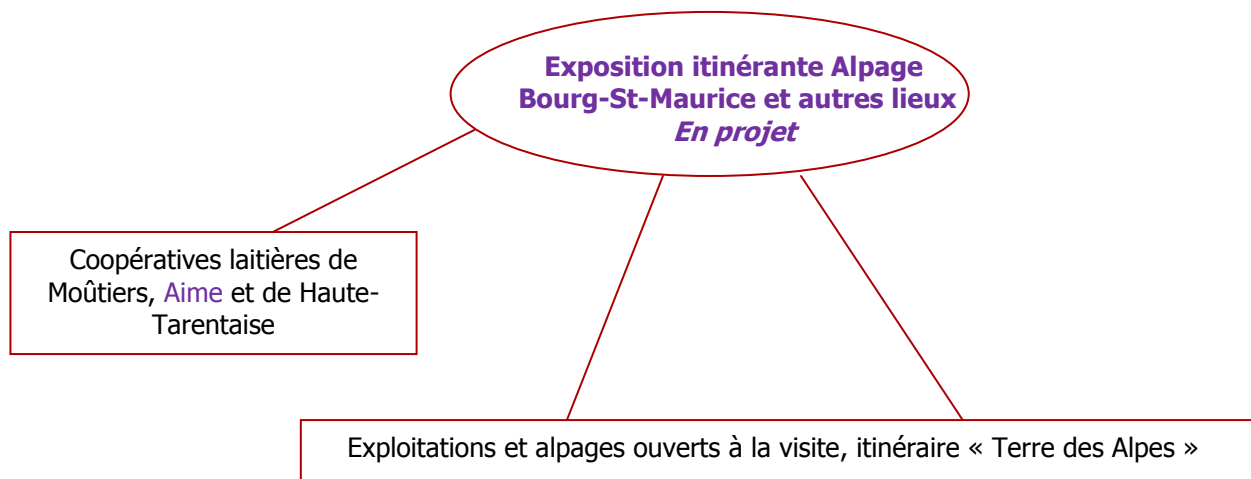 Exposition itinérante Alpage
Bourg-St-Maurice et autres lieux
En projet
Coopératives laitières de
Moûtiers, Aime et de Haute-
Tarentaise
Exploitations et alpages ouverts à la visite, itinéraire « Terre des Alpes »